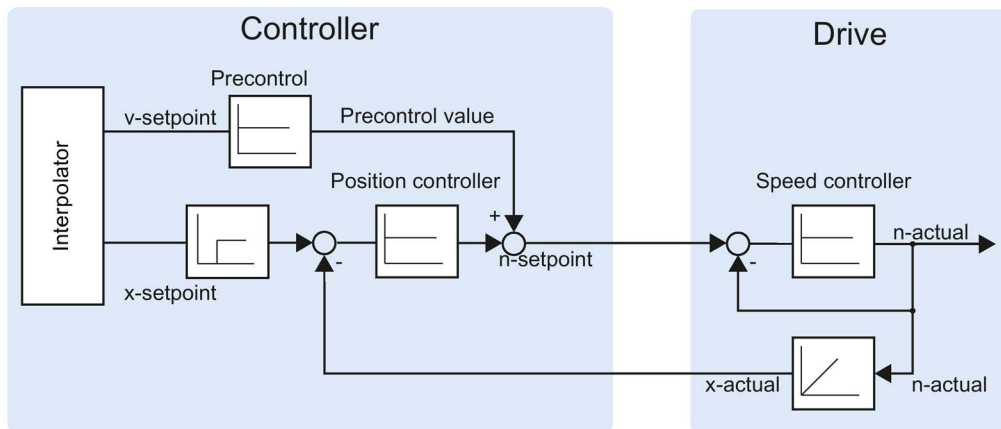 Controller
Drive
Precontrol
v-setpoint
Precontrol value
Interpolator
Position controller
Speed controller
+
n-actual
-
n-setpoint
-
x-setpoint
x-actual
n-actual